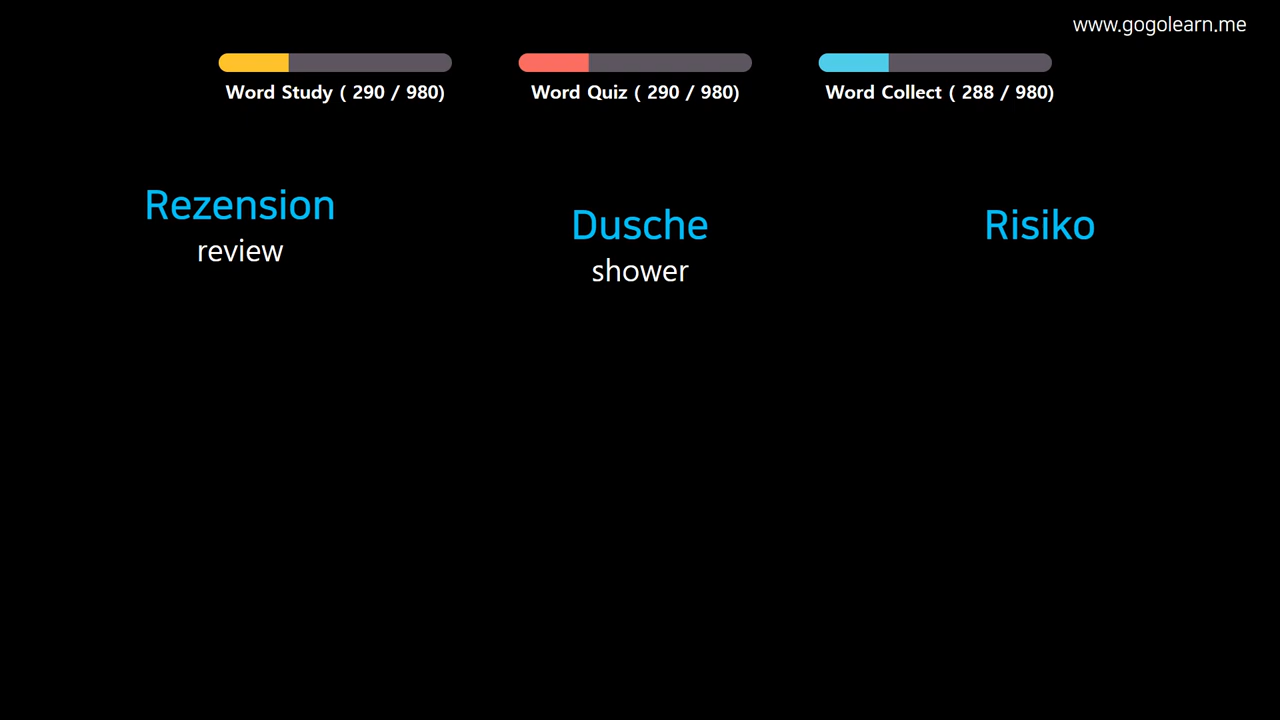 www.gogolearn.me
Word Study ( 290 / 980)
Word Quiz ( 290 / 980)
Word Collect ( 288 / 980)
Rezension
review
Dusche
shower
Risiko